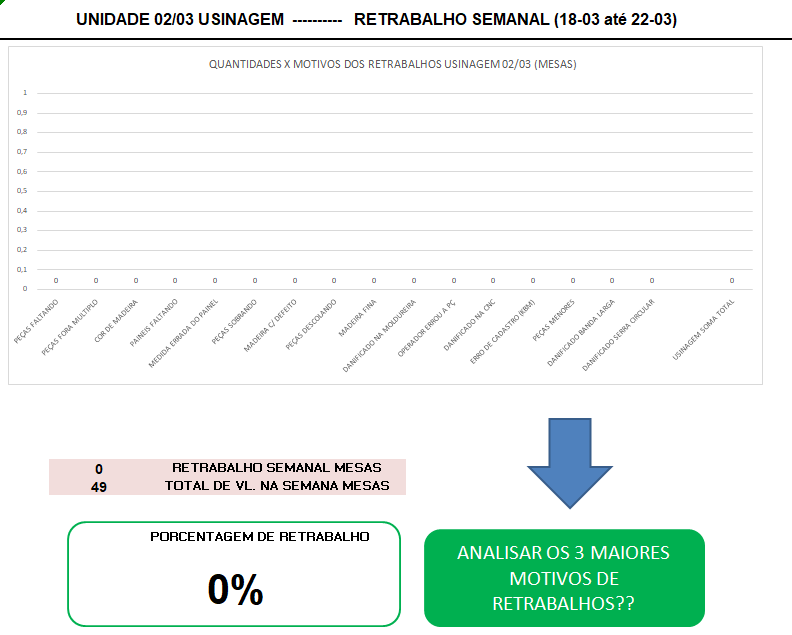 UNIDADE 02/03 USINAGEM ---------- RETRABALHO SEMANAL (18-03 até 22-03)
QUANTIDADES X MOTIVOS DOS RETRABALHOS USINAGEM 02/03 (MESAS)
1
0,9
0,8
0,7
0,6
0,5
0,4
0,3
0,2
0,1
0
0 0 0 0 0 0 0 0 0 0 0 0 0 0 0 0 0
PEÇAS FALTANDO
PEÇAS FORA MULTIPLO
COR DE MADEIRA
PAINEIS FALTANDO
MEDIDA ERRADA DO PAINEL
PEÇAS SOBRANDO
MADEIRA C/ DEFEITO
PEÇAS DESCOLANDO
MADEIRA FINA
DANIFICADO NA MOLDUREIRA
OPERADOR ERROU A PÇ
DANIFICADO NA CNC
ERRO DE CADASTRO (KBM)
PEÇAS MENORES
DANIFICADO BANDA LARGA
DANIFICADO SERRA CIRCULAR
USINAGEM SOMA TOTAL
0 RETRABALHO SEMANAL MESAS
49 TOTAL DE VL. NA SEMANA MESAS
PORCENTAGEM DE RETRABALHO
0%
ANALISAR OS 3 MAIORES
MOTIVOS DE
RETRABALHOS??